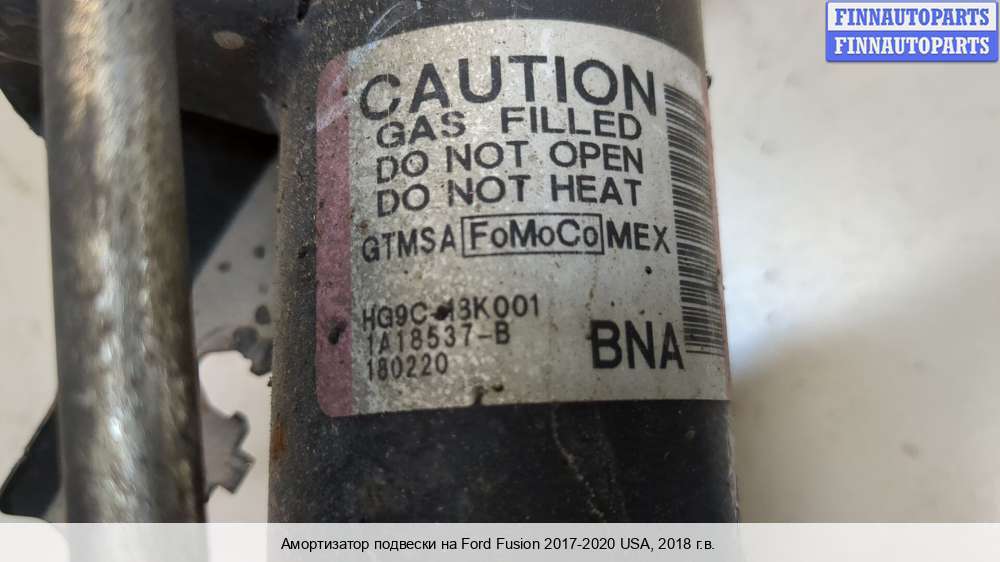 FINNAUTOPARTS
FINNAUTOPARTS
CAUTION
GAS FILLED
DO NOT OPEN
DO NOT HEAT
GTMSA FoMoCo MEX
HG9C-18K001
1A18537-B
180220
BNA
Амортизатор подвески на Ford Fusion 2017-2020 USA, 2018 г.в.